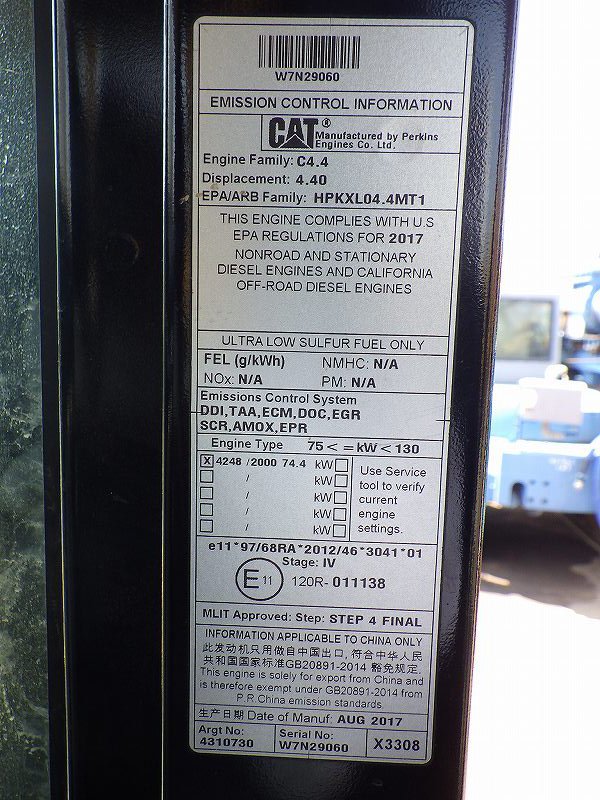 W7N29060
EMISSION CONTROL INFORMATION
CAT® Manufactured by Perkins
Engines Co. Ltd.
Engine Family: C4.4
Displacement: 4.40
EPA/ARB Family: HPKXL04.4MT1
THIS ENGINE COMPLIES WITH U.S
EPA REGULATIONS FOR 2017
NONROAD AND STATIONARY
DIESEL ENGINES AND CALIFORNIA
OFF-ROAD DIESEL ENGINES
ULTRA LOW SULFUR FUEL ONLY
FEL (g/kWh) NMHC: N/A
NOx: N/A PM: N/A
Emissions Control System
DDI,TAA,ECM,DOC,EGR
SCR,AMOX,EPR
Engine Type 75 < =kW < 130
X 4248 /2000 74.4 kW
/ kW
/ kW
/ kW
/ kW
Use Service
tool to verify
current
engine
settings.
e11*97/68RA*2012/46*3041*01
Stage: IV
E 11 120R-011138
MLIT Approved: Step: STEP 4 FINAL
INFORMATION APPLICABLE TO CHINA ONLY
此发动机只用做自中国出口, 符合中华人民
共和国国家标准GB20891-2014 豁免规定.
This engine is solely for export from China and
is therefore exempt under GB20891-2014 from
P.R.China emission standards
生产日期 Date of Manuf: AUG 2017
Argt No:
4310730
Serial No:
W7N29060
X3308